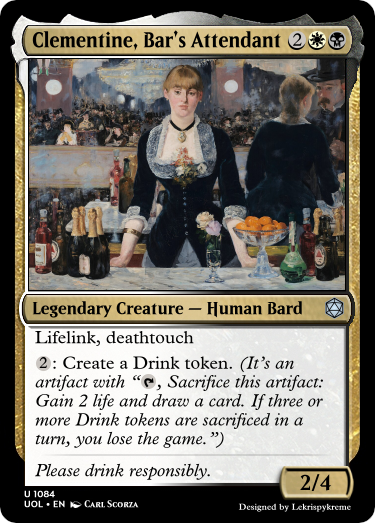 Clementine, Bar's Attendant 2
Legendary Creature — Human Bard
Lifelink, deathtouch
2: Create a Drink token. (It's an
artifact with “, Sacrifice this artifact:
Gain 2 life and draw a card. If three or
more Drink tokens are sacrificed in a
turn, you lose the game.”)
Please drink responsibly.
2/4
U 1084
UOL • EN Carl Scorza
Designed by Lekrispykreme